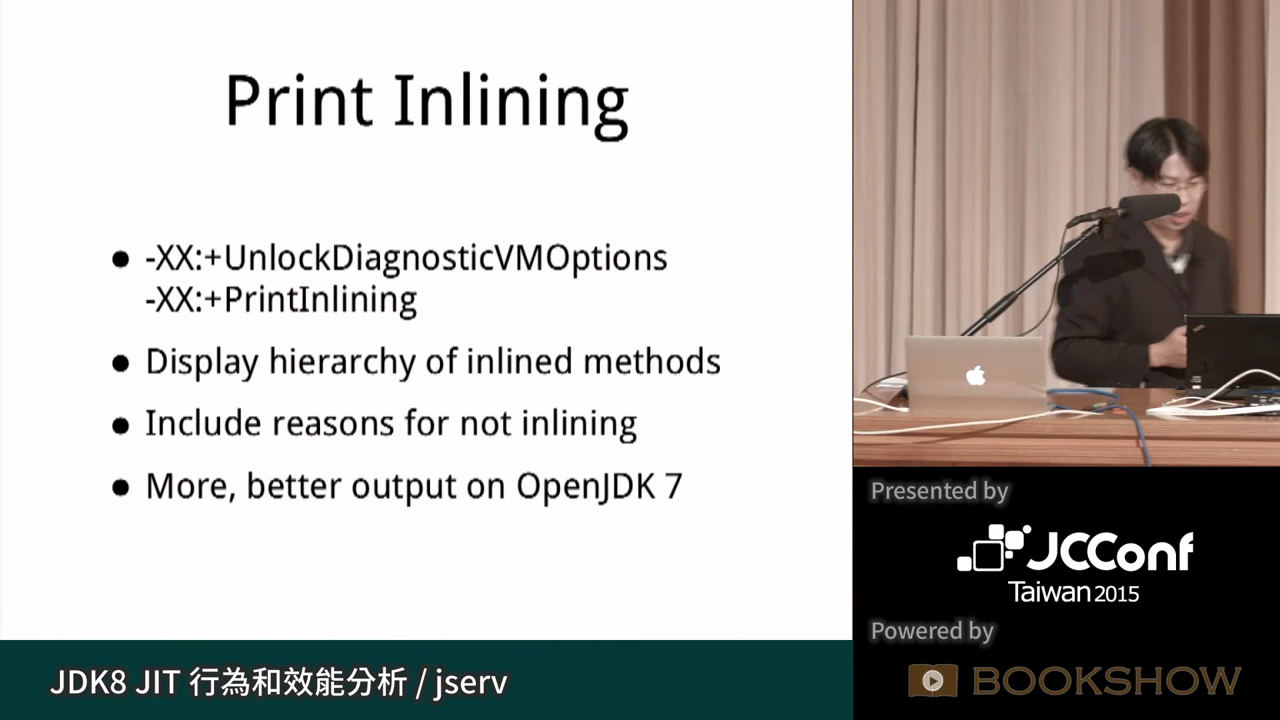 Print Inlining
● -XX:+UnlockDiagnosticVMOptions
-XX:+PrintInlining
● Display hierarchy of inlined methods
● Include reasons for not inlining
● More, better output on OpenJDK 7
JDK8 JIT 行為和效能分析 / jserv
Presented by
JCConf
Taiwan 2015
Powered by
BOOKSHOW